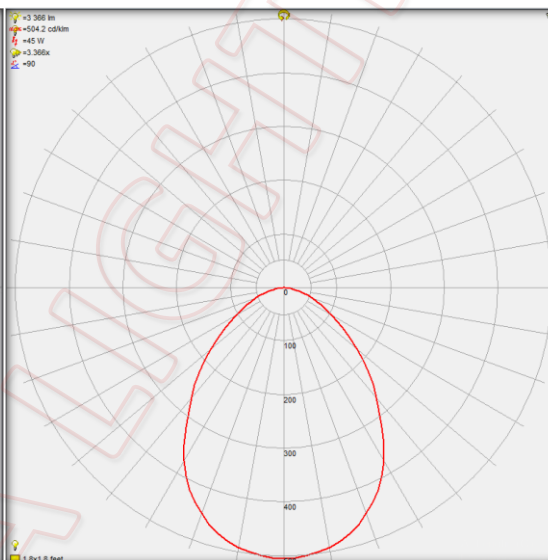 =3 366 lm
=504.2 cd/klm
=45 W
=3.366x
=90
0
100
200
300
400
1.8x1.8 feet
LIGHT